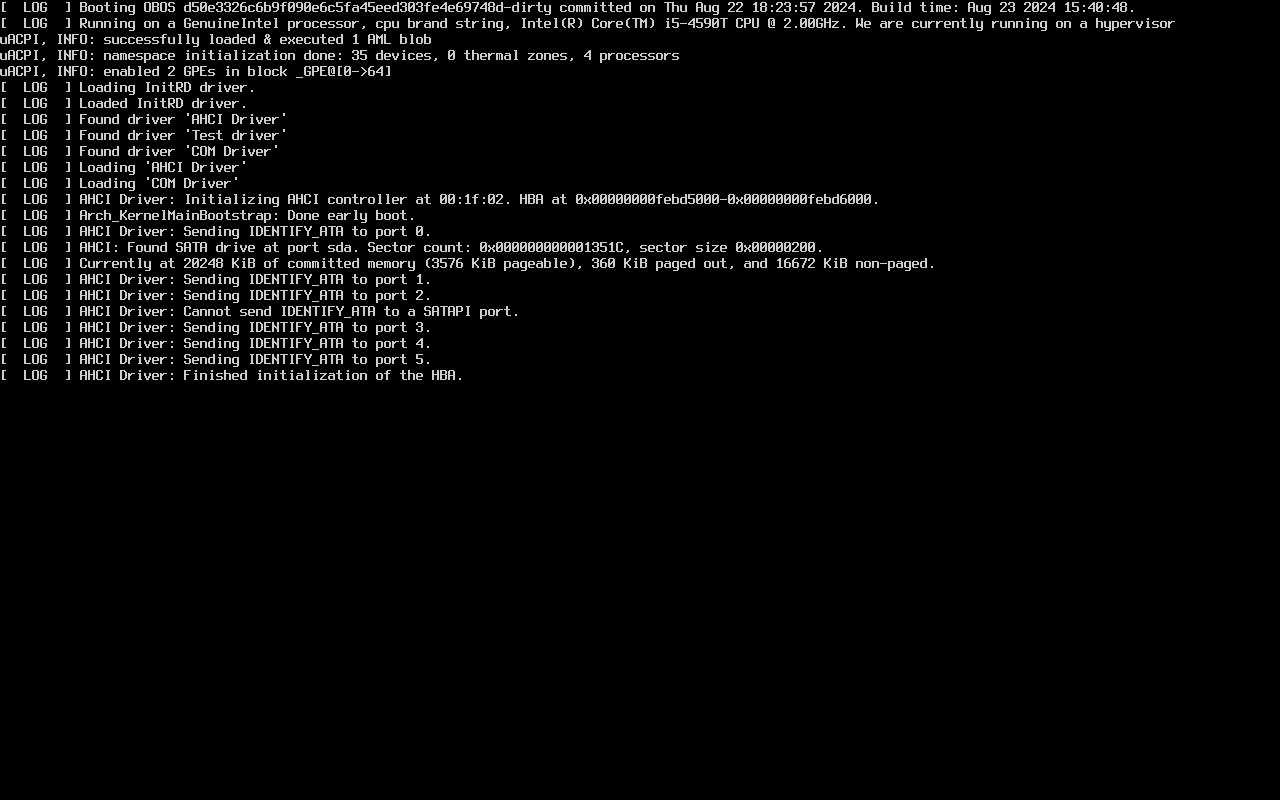 [  LOG  ] Booting OBOS d50e3326c6b9f090e6c5fa45eed303fe4e69748d-dirty committed on Thu Aug 22 18:23:57 2024. Build time: Aug 23 2024 15:40:48.
[  LOG  ] Running on a GenuineIntel processor, cpu brand string, Intel(R) Core(TM) i5-4590T CPU @ 2.00GHz. We are currently running on a hypervisor
uACPI, INFO: successfully loaded & executed 1 AML blob
uACPI, INFO: namespace initialization done: 35 devices, 0 thermal zones, 4 processors
uACPI, INFO: enabled 2 GPEs in block _GPE@[0->64]
[  LOG  ] Loading InitRD driver.
[  LOG  ] Loaded InitRD driver.
[  LOG  ] Found driver 'AHCI Driver'
[  LOG  ] Found driver 'Test driver'
[  LOG  ] Found driver 'COM Driver'
[  LOG  ] Loading 'AHCI Driver'
[  LOG  ] Loading 'COM Driver'
[  LOG  ] AHCI Driver: Initializing AHCI controller at 00:1f:02. HBA at 0x00000000febd5000-0x00000000febd6000.
[  LOG  ] Arch_KernelMainBootstrap: Done early boot.
[  LOG  ] AHCI Driver: Sending IDENTIFY_ATA to port 0.
[  LOG  ] AHCI: Found SATA drive at port sda. Sector count: 0x000000000001351C, sector size 0x00000200.
[  LOG  ] Currently at 20248 KiB of committed memory (3576 KiB pageable), 360 KiB paged out, and 16672 KiB non-paged.
[  LOG  ] AHCI Driver: Sending IDENTIFY_ATA to port 1.
[  LOG  ] AHCI Driver: Sending IDENTIFY_ATA to port 2.
[  LOG  ] AHCI Driver: Cannot send IDENTIFY_ATA to a SATAPI port.
[  LOG  ] AHCI Driver: Sending IDENTIFY_ATA to port 3.
[  LOG  ] AHCI Driver: Sending IDENTIFY_ATA to port 4.
[  LOG  ] AHCI Driver: Sending IDENTIFY_ATA to port 5.
[  LOG  ] AHCI Driver: Finished initialization of the HBA.